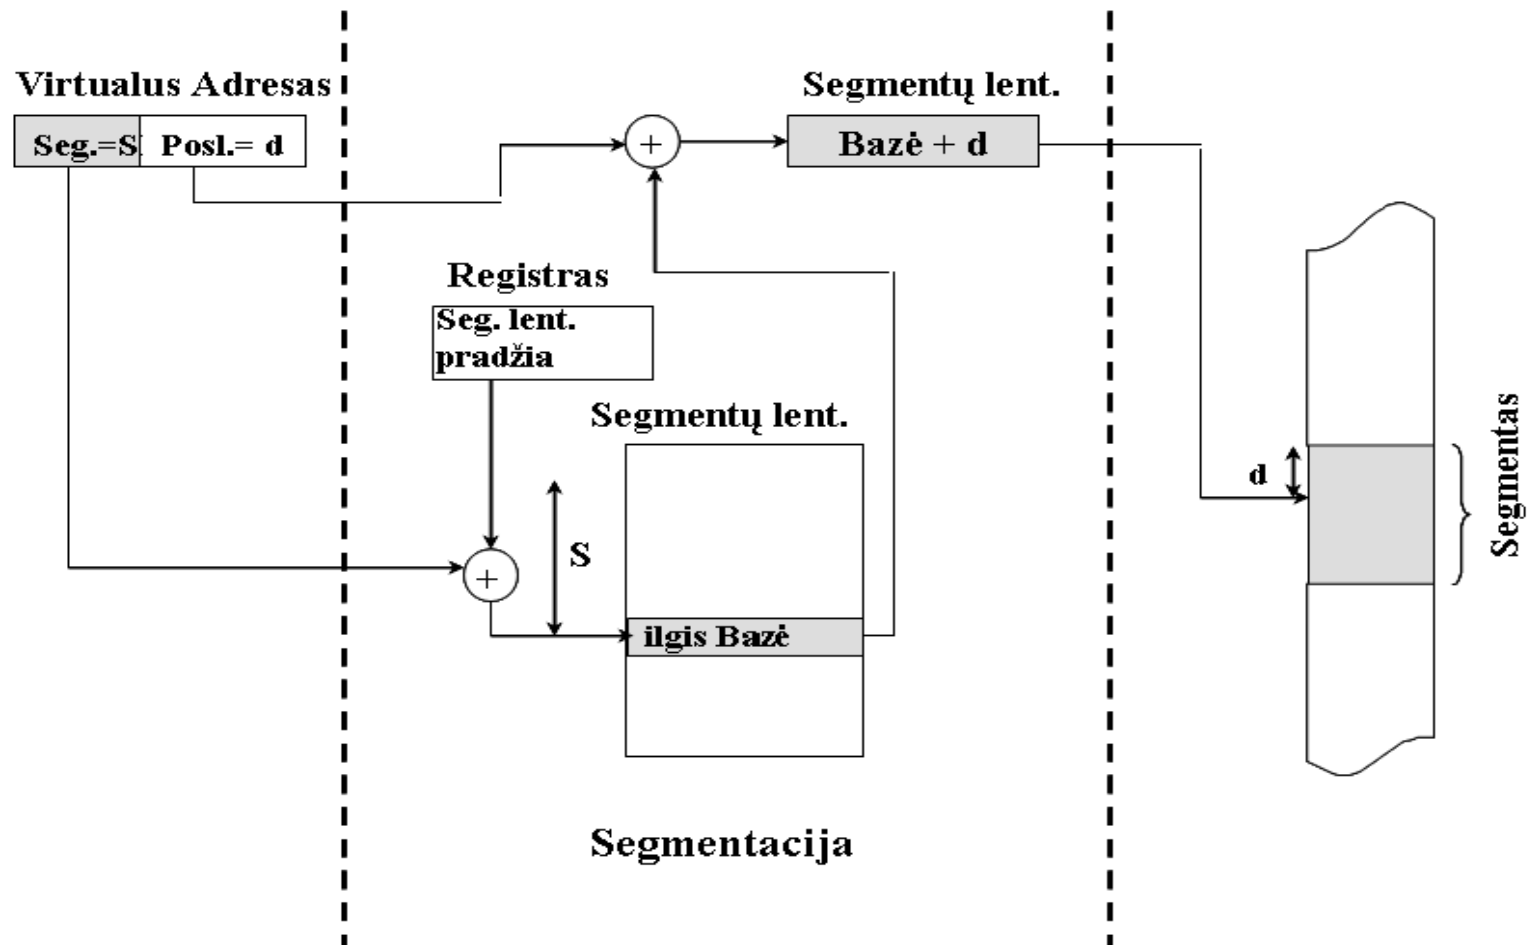 Virtualus Adresas
Seg.=S Posl.= d
+
Segmentų lent.
Bazė + d
Registras
Seg. lent.
pradžia
Segmentų lent.
S
+
ilgis Bazė
d
Segmentas
Segmentacija